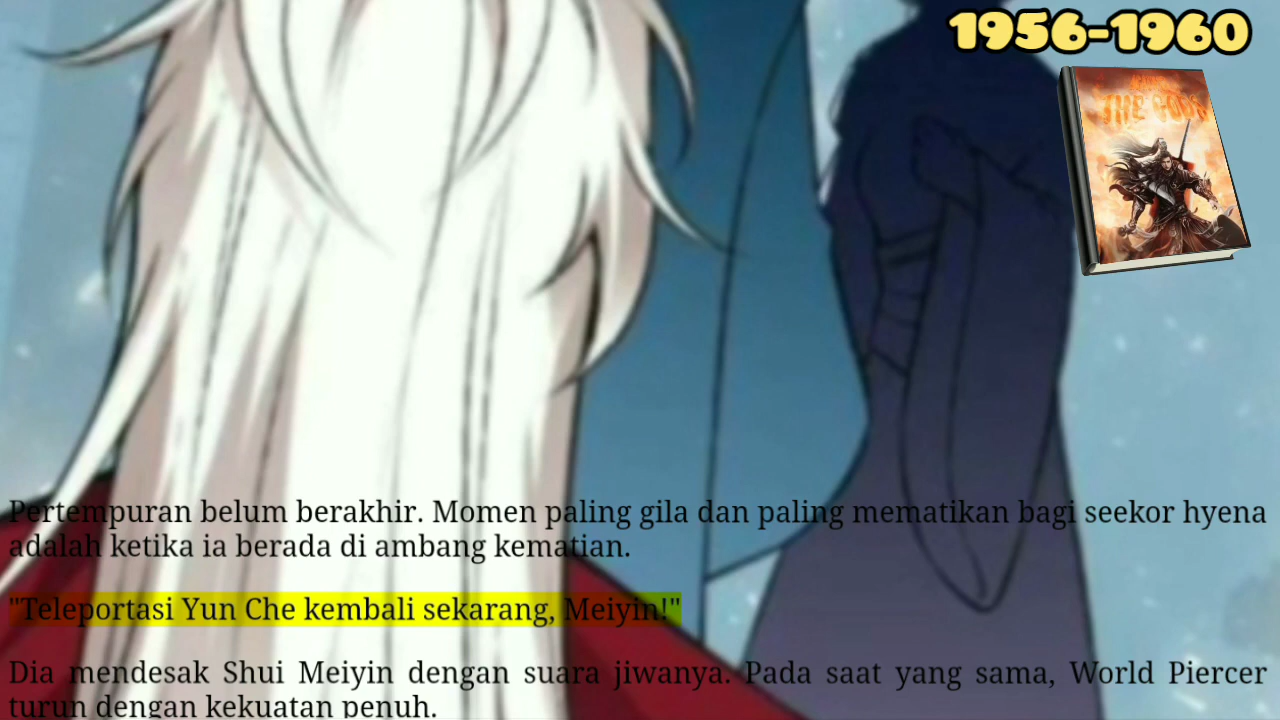 1956-1960
THE GODS
Pertempuran belum berakhir. Momen paling gila dan paling mematikan bagi seekor hyena
adalah ketika ia berada di ambang kematian.
"Teleportasi Yun Che kembali sekarang, Meiyin!"
Dia mendesak Shui Meiyin dengan suara jiwanya. Pada saat yang sama, World Piercer
turun dengan kekuatan penuh.